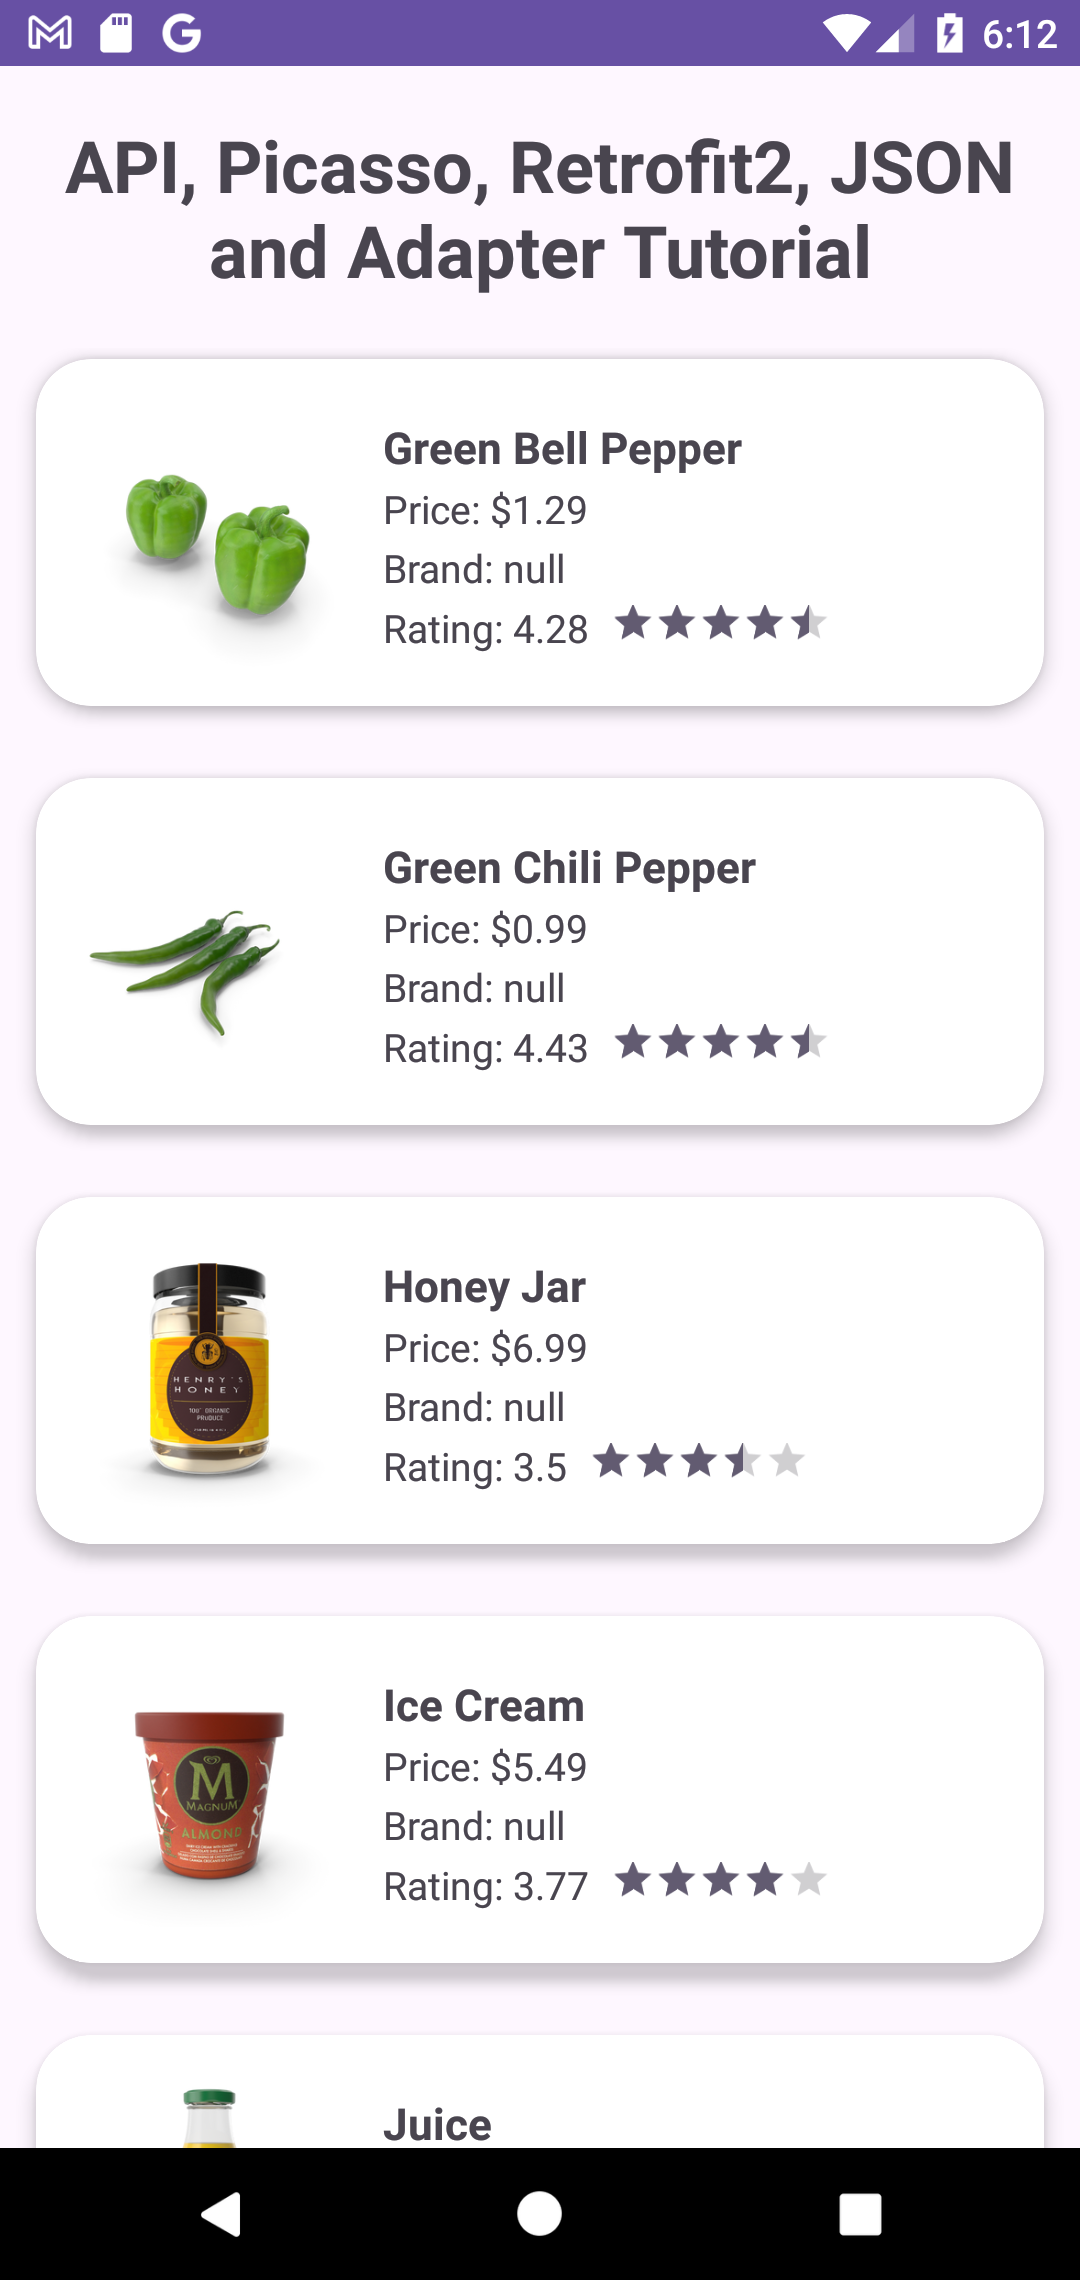 6:12
API, Picasso, Retrofit2, JSON
and Adapter Tutorial
Green Bell Pepper
Price: $1.29
Brand: null
Rating: 4.28
Green Chili Pepper
Price: $0.99
Brand: null
Rating: 4.43
Honey Jar
Price: $6.99
Brand: null
Rating: 3.5
HENRY'S
HONEY
100% ORGANIC
PRODUCE
Ice Cream
Price: $5.49
Brand: null
Rating: 3.77
M
MAGNUM
ALMOND
Juice